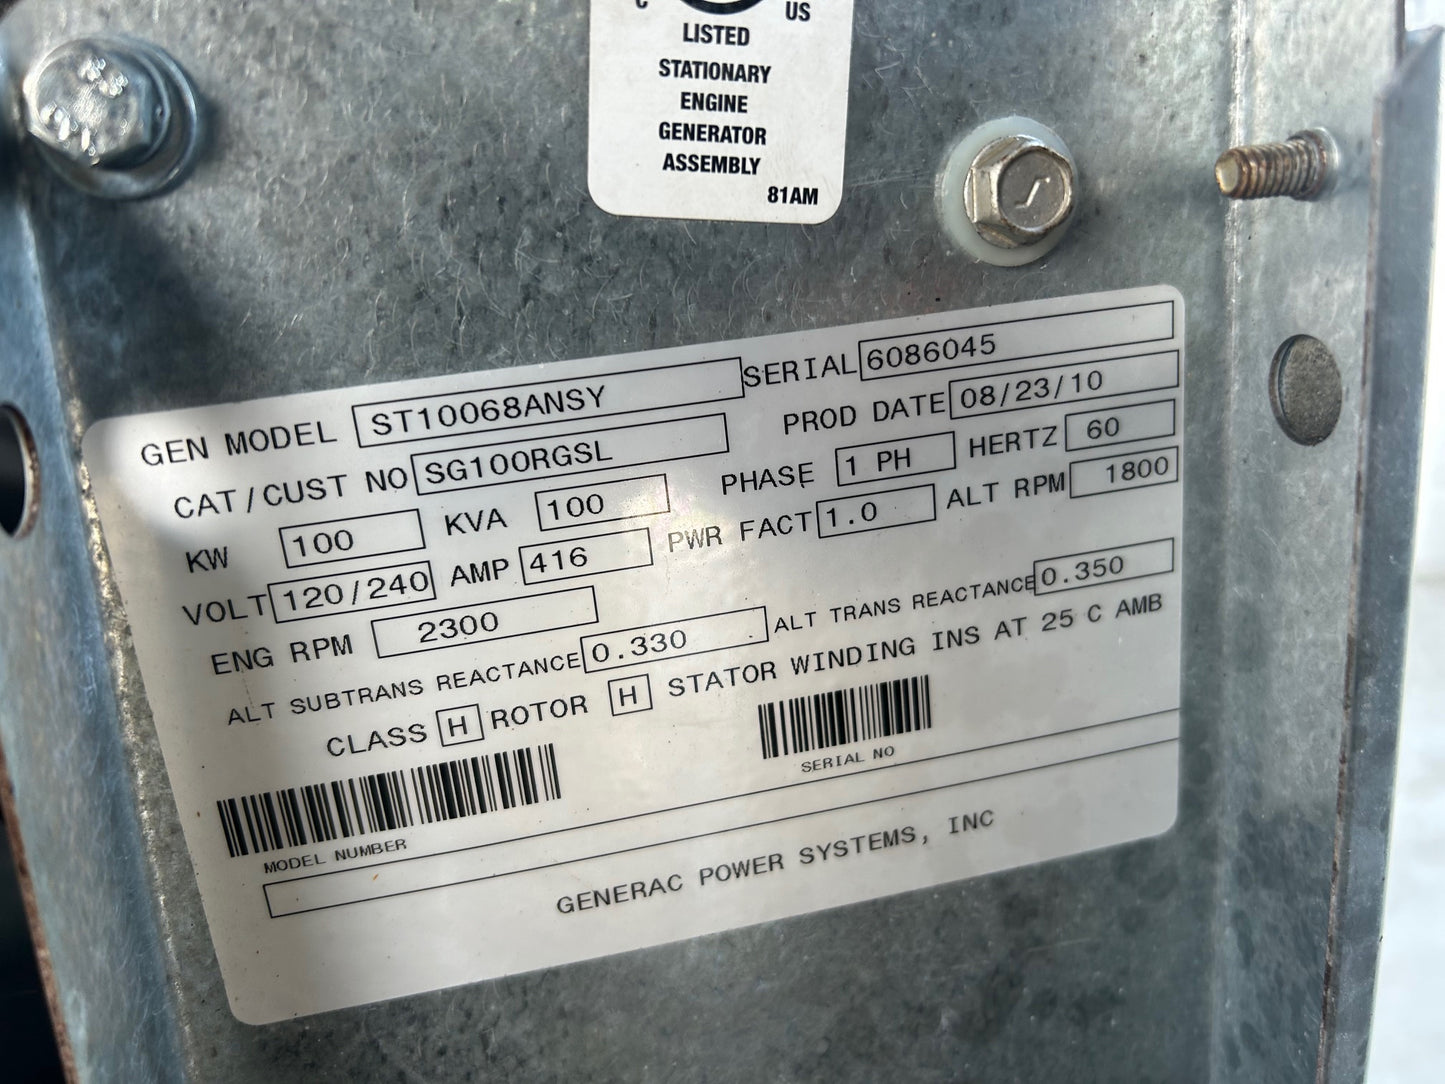 C US
LISTED
STATIONARY
ENGINE
GENERATOR
ASSEMBLY
81AM
GEN MODEL ST10068ANSY SERIAL 6086045
CAT/CUST NO SG100RGSL PROD DATE 08/23/10
KW 100 KVA 100 PHASE 1 PH HERTZ 60
VOLT 120/240 AMP 416 PWR FACT 1.0 ALT RPM 1800
ENG RPM 2300
ALT SUBTRANS REACTANCE 0.330 ALT TRANS REACTANCE 0.350
CLASS H ROTOR H STATOR WINDING INS AT 25 C AMB
MODEL NUMBER SERIAL NO
GENERAC POWER SYSTEMS, INC